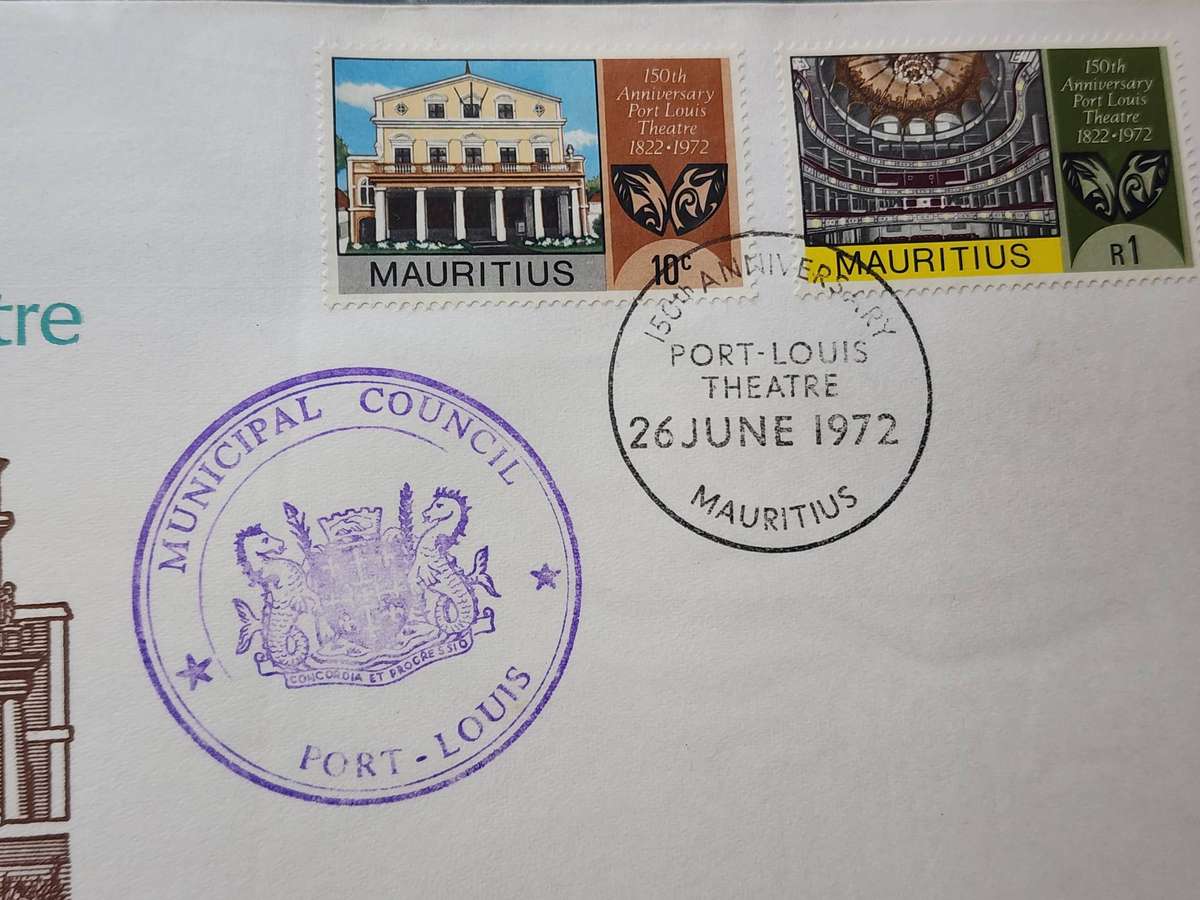 150th
Anniversary
Port Louis
Theatre
1822·1972
10c
MAURITIUS
150th
Anniversary
Port Louis
Theatre
1822·1972
R1
MAURITIUS
tre
150th ANNIVERSARY
PORT-LOUIS
THEATRE
26 JUNE 1972
MAURITIUS
MUNICIPAL COUNCIL
CONCORDIA ET PROGRESSIO
PORT-LOUIS